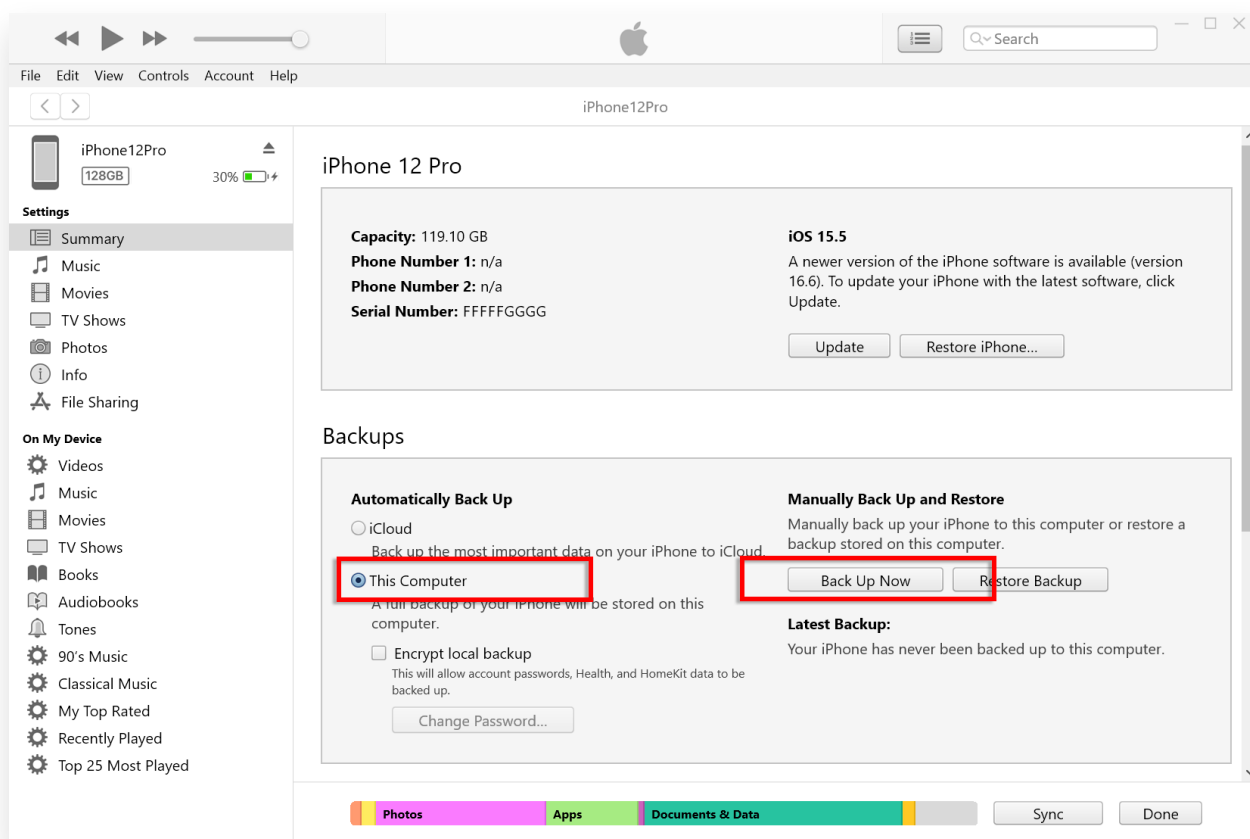 Search
File Edit View Controls Account Help
iPhone12Pro
iPhone12Pro
128GB
30%
Settings
Summary
Music
Movies
TV Shows
Photos
Info
File Sharing
On My Device
Videos
Music
Movies
TV Shows
Books
Audiobooks
Tones
90's Music
Classical Music
My Top Rated
Recently Played
Top 25 Most Played
iPhone 12 Pro
Capacity: 119.10 GB
Phone Number 1: n/a
Phone Number 2: n/a
Serial Number: FFFFFGGGG
iOS 15.5
A newer version of the iPhone software is available (version
16.6). To update your iPhone with the latest software, click
Update.
Update Restore iPhone...
Backups
Automatically Back Up
iCloud
Back up the most important data on your iPhone to iCloud.
This Computer
A full backup of your iPhone will be stored on this
computer.
Encrypt local backup
This will allow account passwords, Health, and HomeKit data to be
backed up.
Change Password...
Manually Back Up and Restore
Manually back up your iPhone to this computer or restore a
backup stored on this computer.
Back Up Now Restore Backup
Latest Backup:
Your iPhone has never been backed up to this computer.
Photos Apps Documents & Data Sync Done